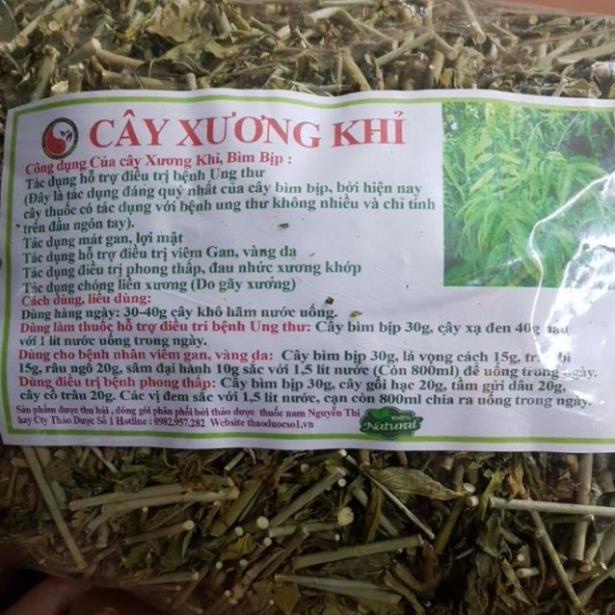 CÂY XƯƠNG KHỈ
Công dụng Của cây Xương Khỉ, Bìm Bịp :
Tác dụng hỗ trợ điều trị bệnh Ung thư
(Đây là tác dụng đáng quý nhất của cây bìm bịp, bởi hiện nay
cây thuốc có tác dụng với bệnh ung thư không nhiều và chỉ tính
trên đầu ngón tay).
Tác dụng mát gan, lợi mật
Tác dụng hỗ trợ điều trị viêm Gan, vàng da
Tác dụng điều trị phong thấp, đau nhức xương khớp
Tác dụng chóng liền xương (Do gãy xương)
Cách dùng, liều dùng:
Dùng hàng ngày: 30-40g cây khô hãm nước uống.
Dùng làm thuốc hỗ trợ điều trị bệnh Ung thư: Cây bìm bịp 30g, cây xạ đen 40g
với 1 lít nước uống trong ngày.
Dùng cho bệnh nhân viêm gan, vàng da: Cây bìm bịp 30g, lá vọng cách 15g,
15g, râu ngô 20g, sâm đại hành 10g sắc với 1,5 lít nước (Còn 800ml) để uống trong ngày.
Dùng điều trị bệnh phong thấp: Cây bìm bịp 30g, cây gối hạc 20g, tầm gửi dâu 20g,
cây cổ trâu 20g. Các vị đem sắc với 1,5 lít nước, cạn còn 800ml chia ra uống trong ngày.
Sản phẩm được thu hái, đóng gói phân phối bởi thảo dược thuốc nam Nguyễn Thi
hay Cty Thảo Dược Số 1 Hotline : 0982.957.282 Website thaoduocso1.vn
Natural